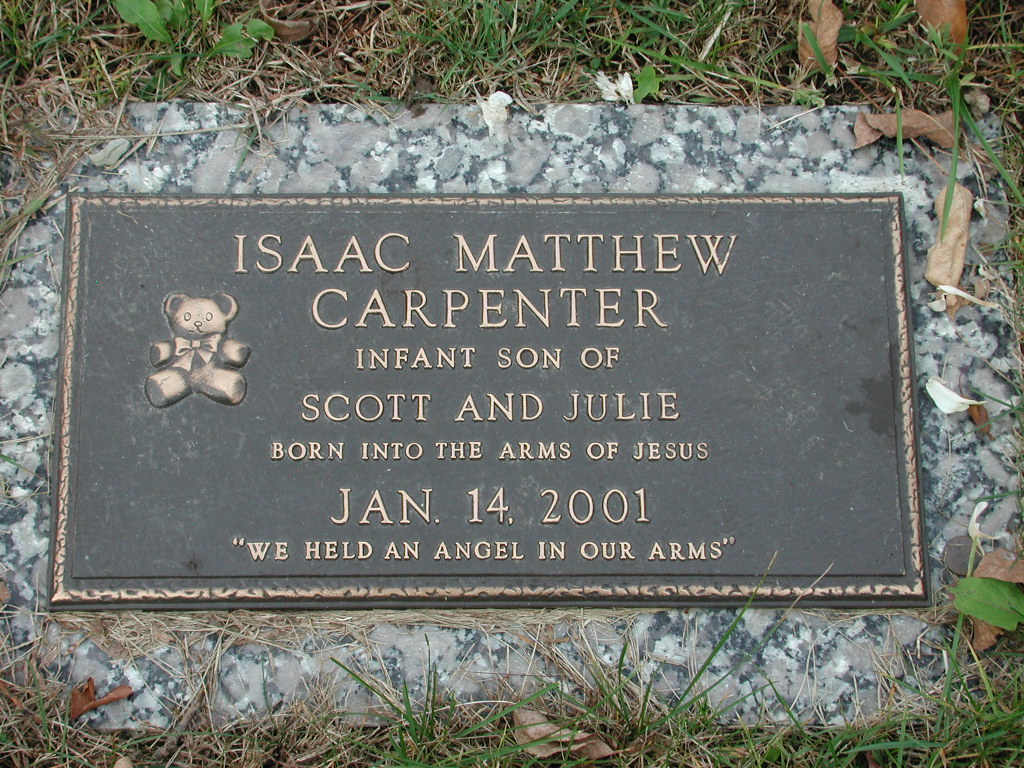 ISAAC MATTHEW
CARPENTER
INFANT SON OF
SCOTT AND JULIE
BORN INTO THE ARMS OF JESUS
JAN. 14, 2001
"WE HELD AN ANGEL IN OUR ARMS"